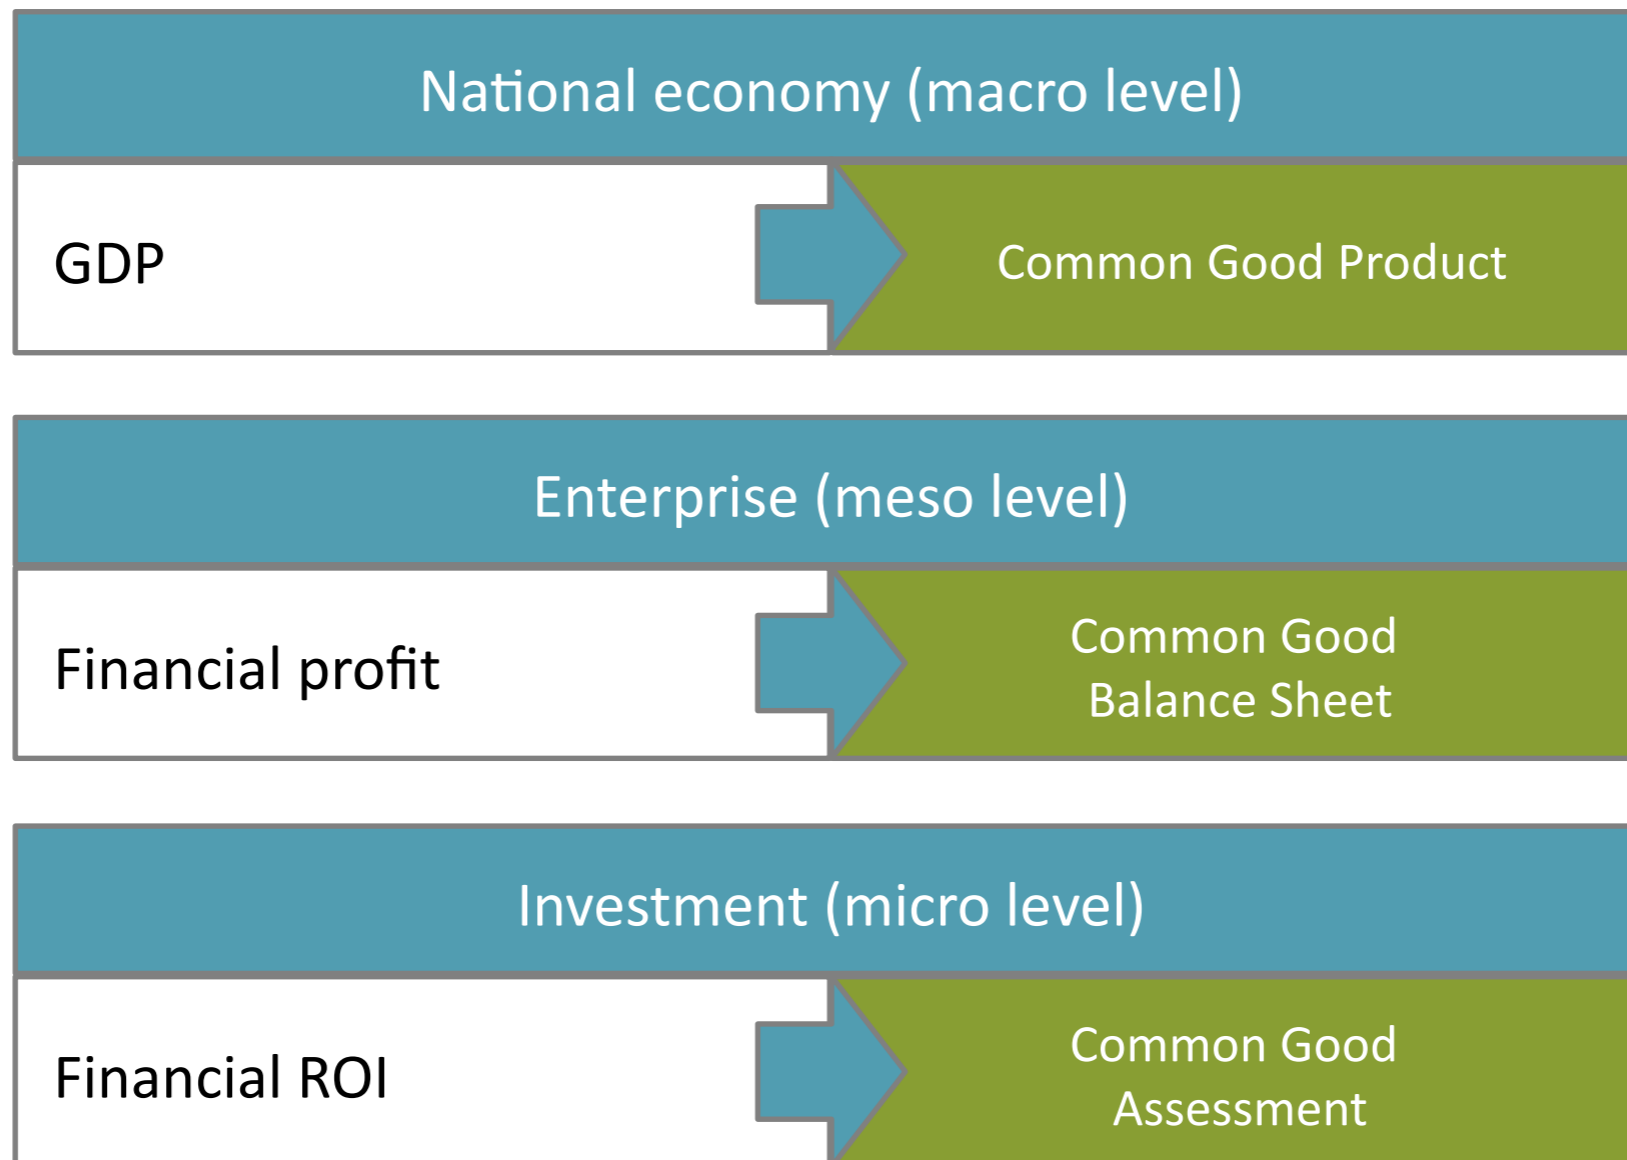 National economy (macro level)
GDP
Common Good Product
Enterprise (meso level)
Financial profit
Common Good
Balance Sheet
Investment (micro level)
Financial ROI
Common Good
Assessment